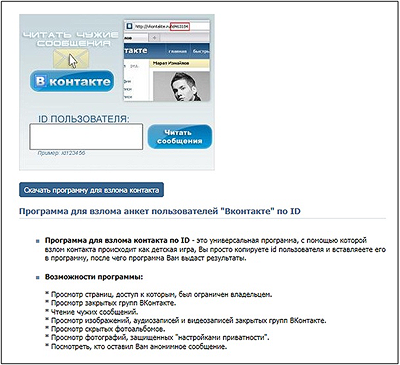 ЧИТАТЬ ЧУЖИЕ
СООБЩЕНИЯ
В контакте
http://vkontakte.ru/
нтакте
главная
быстры
Марат Измайлов
ID ПОЛЬЗОВАТЕЛЯ:
Читать
сообщения
Пример: id123456
Скачать программу для взлома контакта
Программа для взлома анкет пользователей "Вконтакте" по ID
Программа для взлома контакта по ID - это универсальная программа, с помощью которой
взлом контакта происходит как детская игра, Вы просто копируете id пользователя и вставляете его
в программу, после чего программа Вам выдаст результаты.
Возможности программы:
* Просмотр страниц, доступ к которым, был ограничен владельцем.
* Просмотр закрытых групп ВКонтакте.
* Чтение чужих сообщений.
* Просмотр изображений, аудиозаписей и видеозаписей закрытых групп ВКонтакте.
* Просмотр скрытых фотоальбомов.
* Просмотр фотографий, защищенных "настройками приватности".
* Посмотреть, кто оставил Вам анонимное сообщение.